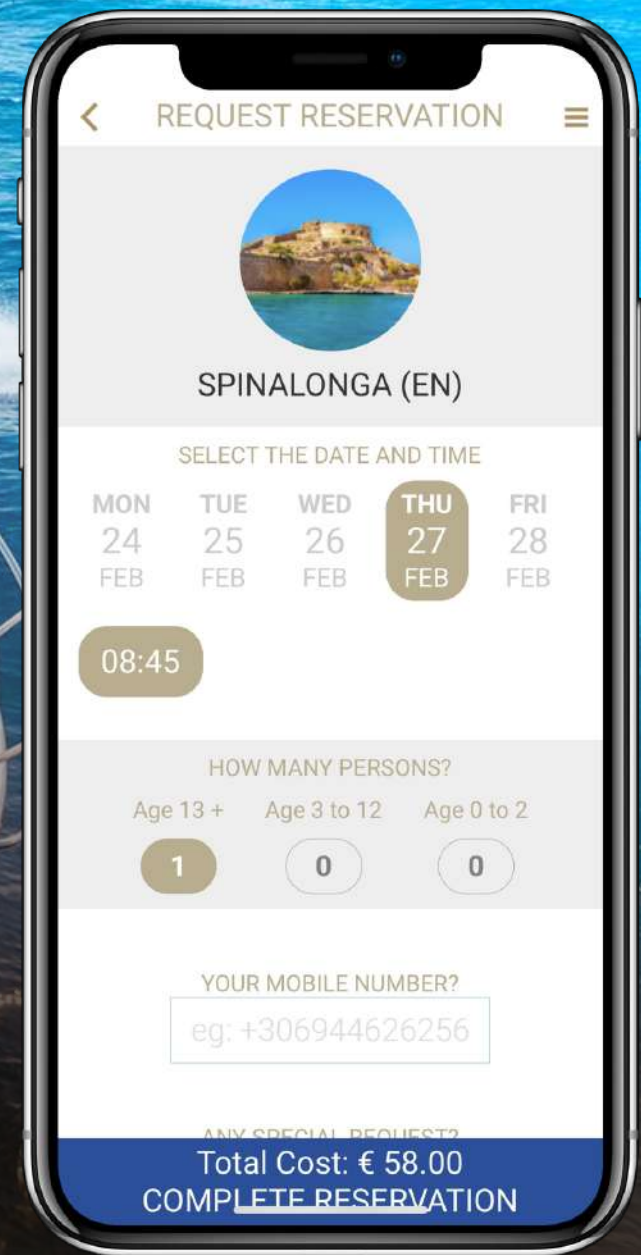 REQUEST RESERVATION
SPINALONGA (EN)
SELECT THE DATE AND TIME
MON TUE WED THU FRI
24 25 26 27 28
FEB FEB FEB FEB FEB
08:45
HOW MANY PERSONS?
Age 13 + Age 3 to 12 Age 0 to 2
1 0 0
YOUR MOBILE NUMBER?
eg: +306944626256
ANY SPECIAL REQUEST?
Total Cost: € 58.00
COMPLETE RESERVATION